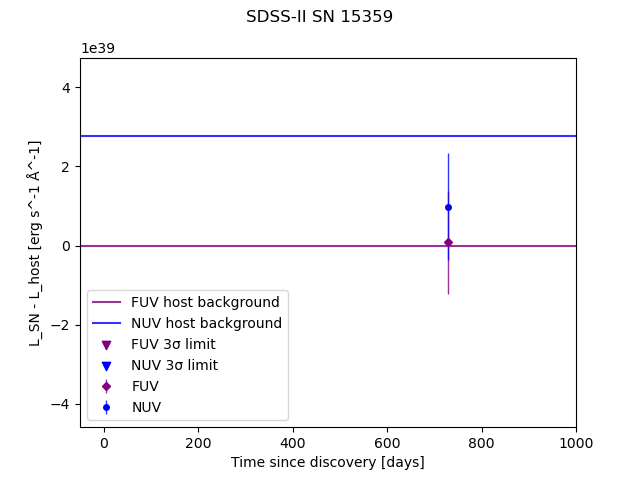 SDSS-II SN 15359
1e39
4
2
0
−2
−4
L_SN - L_host [erg s^-1 Å^-1]
FUV host background
NUV host background
FUV 3σ limit
NUV 3σ limit
FUV
NUV
0 200 400 600 800 1000
Time since discovery [days]